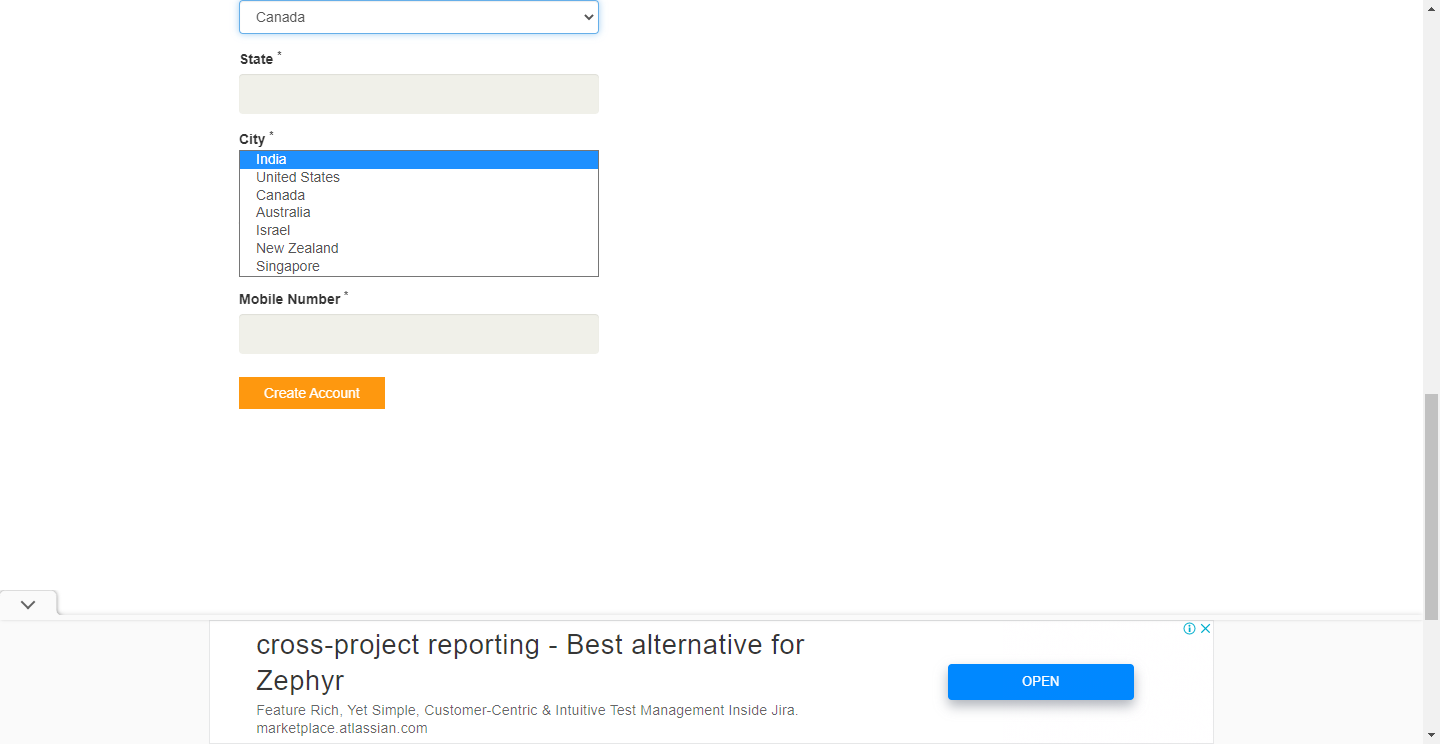 Canada
State *
City *
India
United States
Canada
Australia
Israel
New Zealand
Singapore
Mobile Number *
Create Account
cross-project reporting - Best alternative for
Zephyr
Feature Rich, Yet Simple, Customer-Centric & Intuitive Test Management Inside Jira.
marketplace.atlassian.com
OPEN